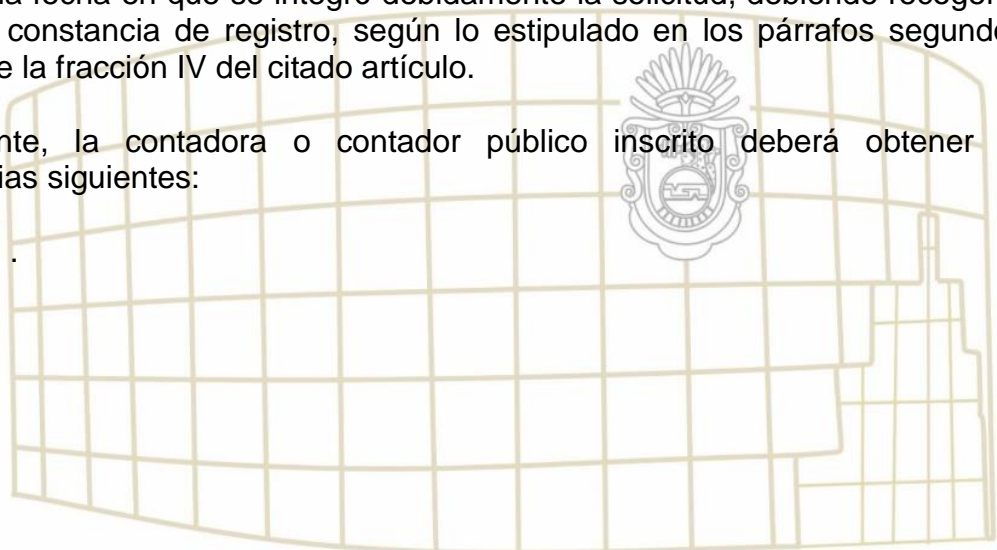 la fecha en que se integró debidamente la solicitud, debiendo recoger
constancia de registro, según lo estipulado en los párrafos segundo
e la fracción IV del citado artículo.
nte, la contadora o contador público inscrito deberá obtener
ias siguientes:
.